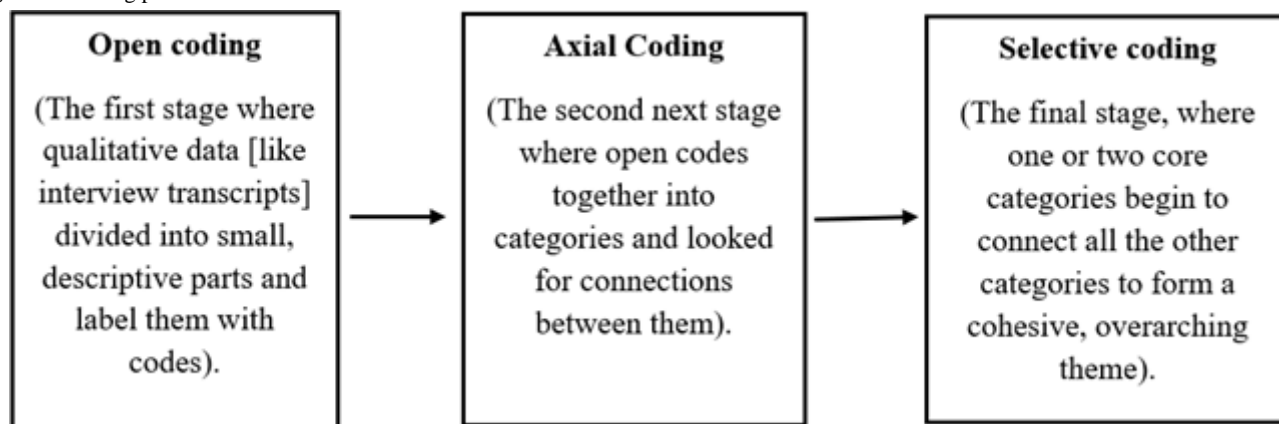 Open coding
(The first stage where
qualitative data [like
interview transcripts]
divided into small,
descriptive parts and
label them with
codes).
Axial Coding
(The second next stage
where open codes
together into
categories and looked
for connections
between them).
Selective coding
(The final stage, where
one or two core
categories begin to
connect all the other
categories to form a
cohesive, overarching
theme).